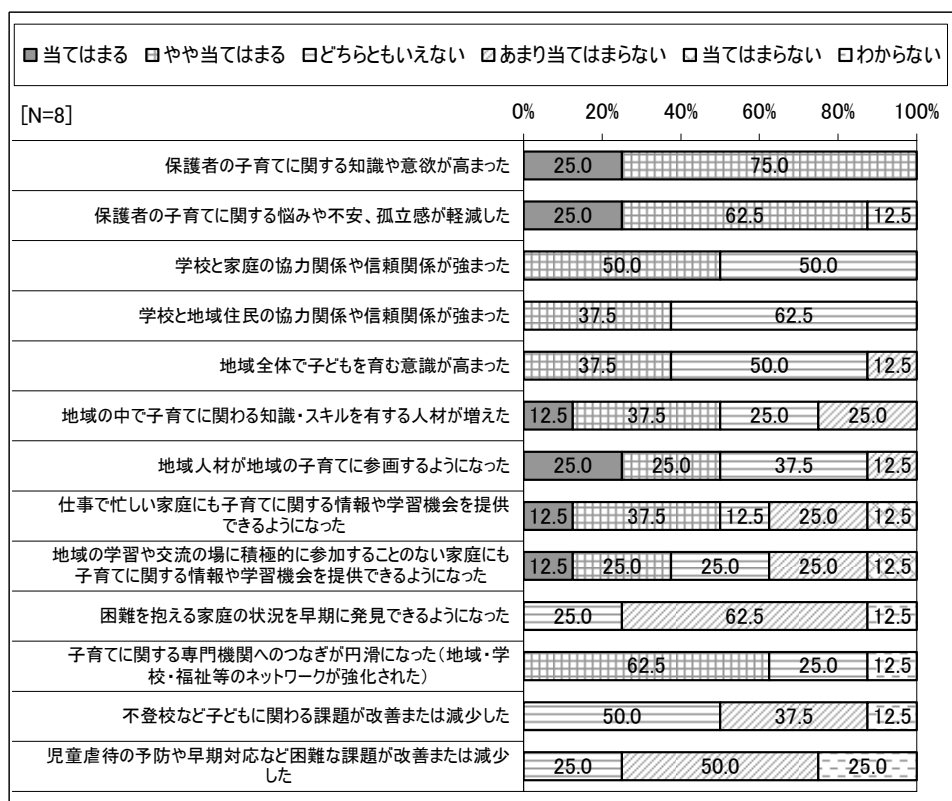 ■当てはまる 田やや当てはまる 日どちらともいえない ☑あまり当てはまらない ☒当てはまらない 口わからない
[N=8]
0% 20% 40% 60% 80% 100%
保護者の子育てに関する知識や意欲が高まった 25.0 75.0
保護者の子育てに関する悩みや不安、孤立感が軽減した 25.0 62.5 12.5
学校と家庭の協力関係や信頼関係が強まった 50.0 50.0
学校と地域住民の協力関係や信頼関係が強まった 37.5 62.5
地域全体で子どもを育む意識が高まった 37.5 50.0 12.5
地域の中で子育てに関わる知識・スキルを有する人材が増えた 12.5 37.5 25.0 25.0
地域人材が地域の子育てに参画するようになった 25.0 25.0 37.5 12.5
仕事で忙しい家庭にも子育てに関する情報や学習機会を提供
できるようになった 12.5 37.5 12.5 25.0 12.5
地域の学習や交流の場に積極的に参加することのない家庭にも
子育てに関する情報や学習機会を提供できるようになった 12.5 25.0 25.0 25.0 12.5
困難を抱える家庭の状況を早期に発見できるようになった 25.0 62.5 12.5
子育てに関する専門機関へのつなぎが円滑になった(地域・学
校・福祉等のネットワークが強化された) 62.5 25.0 12.5
不登校など子どもに関わる課題が改善または減少した 50.0 37.5 12.5
児童虐待の予防や早期対応など困難な課題が改善または減少
した 25.0 50.0 25.0